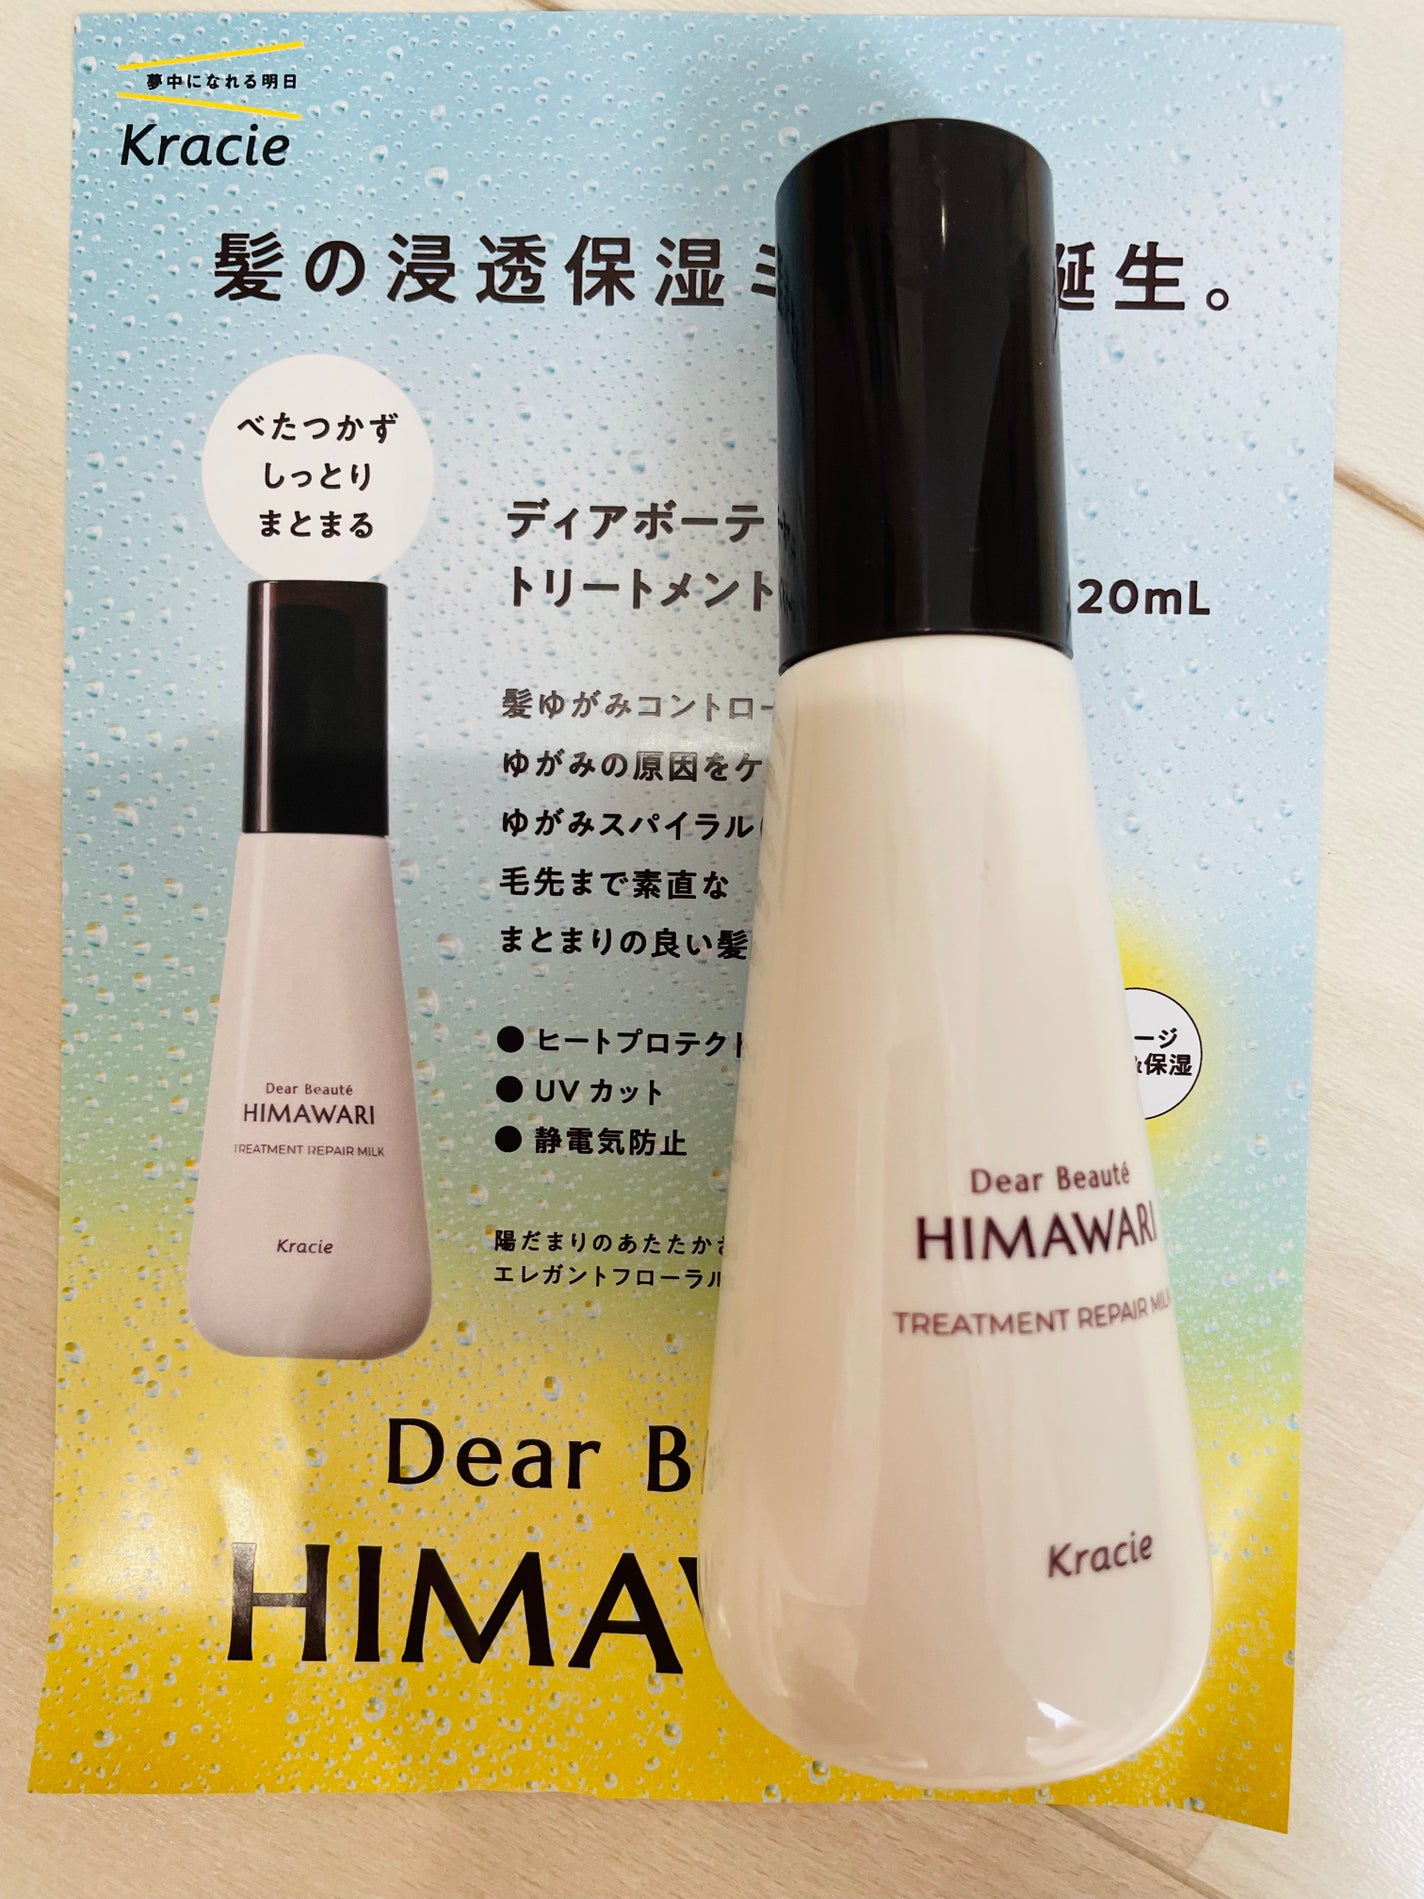 夢中になれる明日
Kracie
髪の浸透保湿ミ 誕生。
べたつかず
しっとり
まとまる
ディアボーテ
トリートメント 20mL
髪ゆがみコントロー
ゆがみの原因をケ
ゆがみスパイラル
毛先まで素直な
まとまりの良い髪
● ヒートプロテクト
● UV カット
● 静電気防止
ージ
&保湿
陽だまりのあたたかさ
エレガントフローラル
Dear Beauté
HIMAWARI
TREATMENT REPAIR MILK
Kracie
Dear B
HIMAW
Dear Beauté
HIMAWARI
TREATMENT REPAIR MILK
Kracie